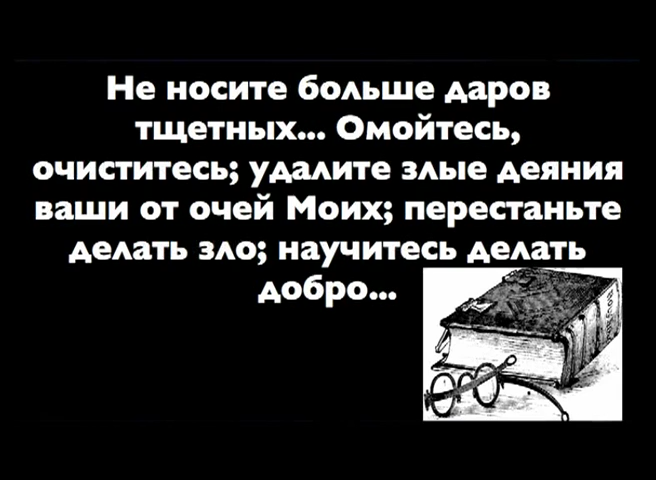 Не носите больше даров
тщетных... Омойтесь,
очиститесь; удалите злые деяния
ваши от очей Моих; перестаньте
делать зло; научитесь делать
добро...